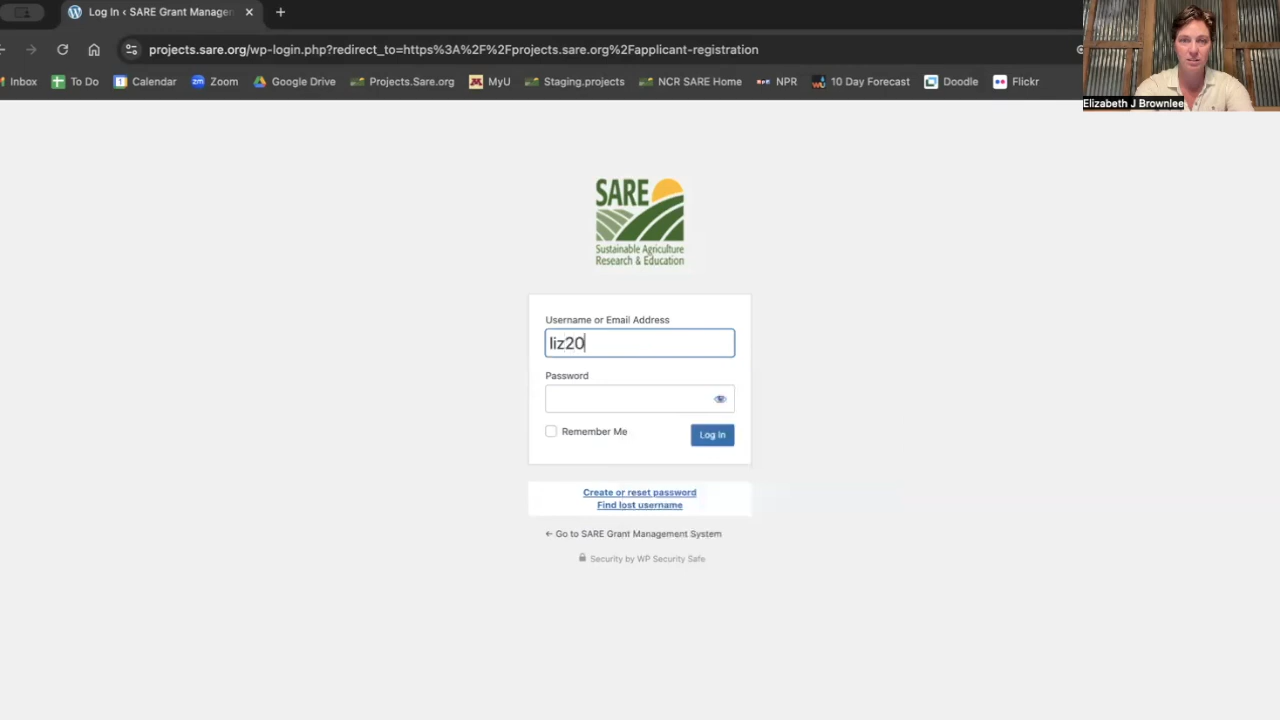 Log In ‹ SARE Grant Managen
projects.sare.org/wp-login.php?redirect_to=https%3A%2F%2Fprojects.sare.org%2Fapplicant-registration
Inbox To Do Calendar Zoom Google Drive Projects.Sare.org MyU Staging.projects NCR SARE Home NPR 10 Day Forecast Doodle Flickr
Elizabeth J Brownlee
SARE
Sustainable Agriculture
Research & Education
Username or Email Address
liz20
Password
Remember Me Log In
Create or reset password
Find lost username
← Go to SARE Grant Management System
Security by WP Security Safe